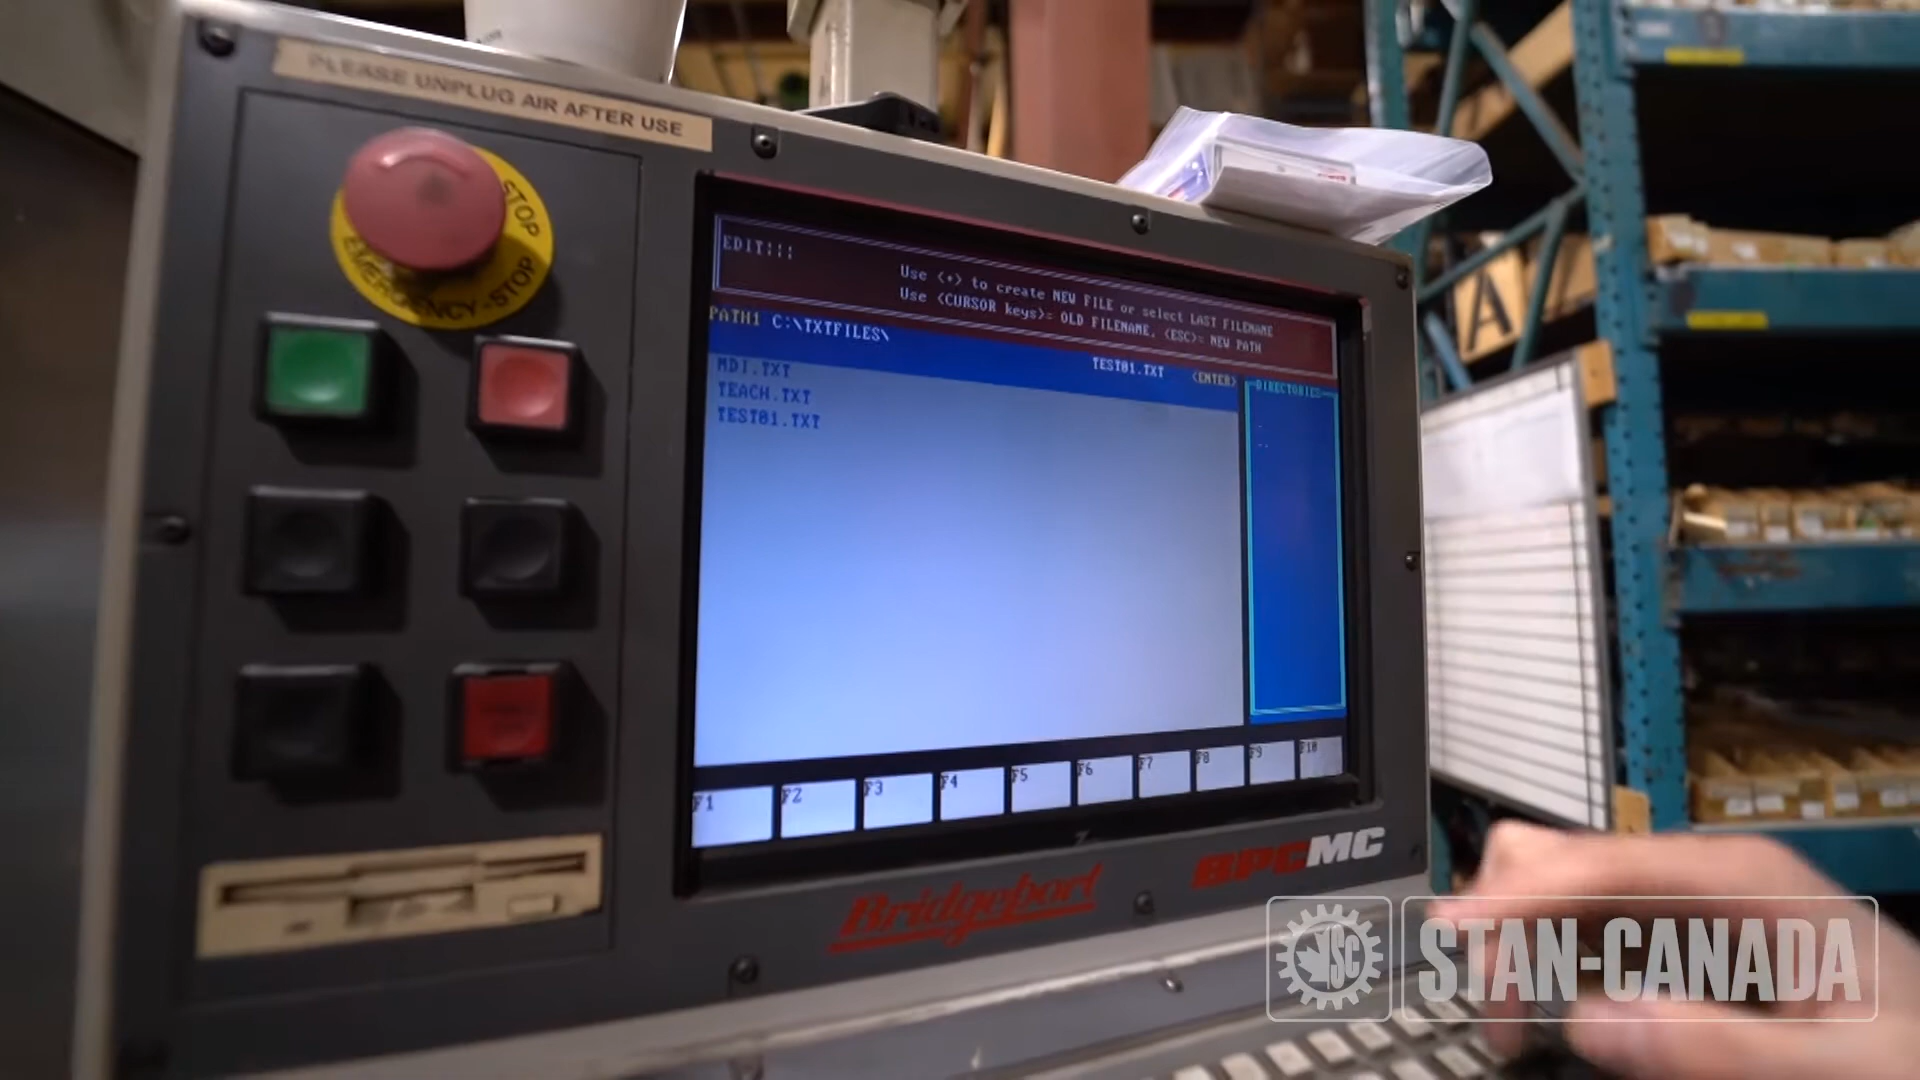 PLEASE UNPLUG AIR AFTER USE
STOP
EMERGENCY-STOP
EDIT:::
Use <+> to create NEW FILE or select LAST FILENAME
Use <CURSOR keys>= OLD FILENAME, <ESC>= NEW PATH
PATH1 C:\TXTFILES\
TEST01.TXT <ENTER>
MDI.TXT
TEACH.TXT
TEST01.TXT
DIRECTORIES
.
..
F1 F2 F3 F4 F5 F6 F7 F8 F9 F10
Bridgeport
BPCMC
A
SC
STAN-CANADA